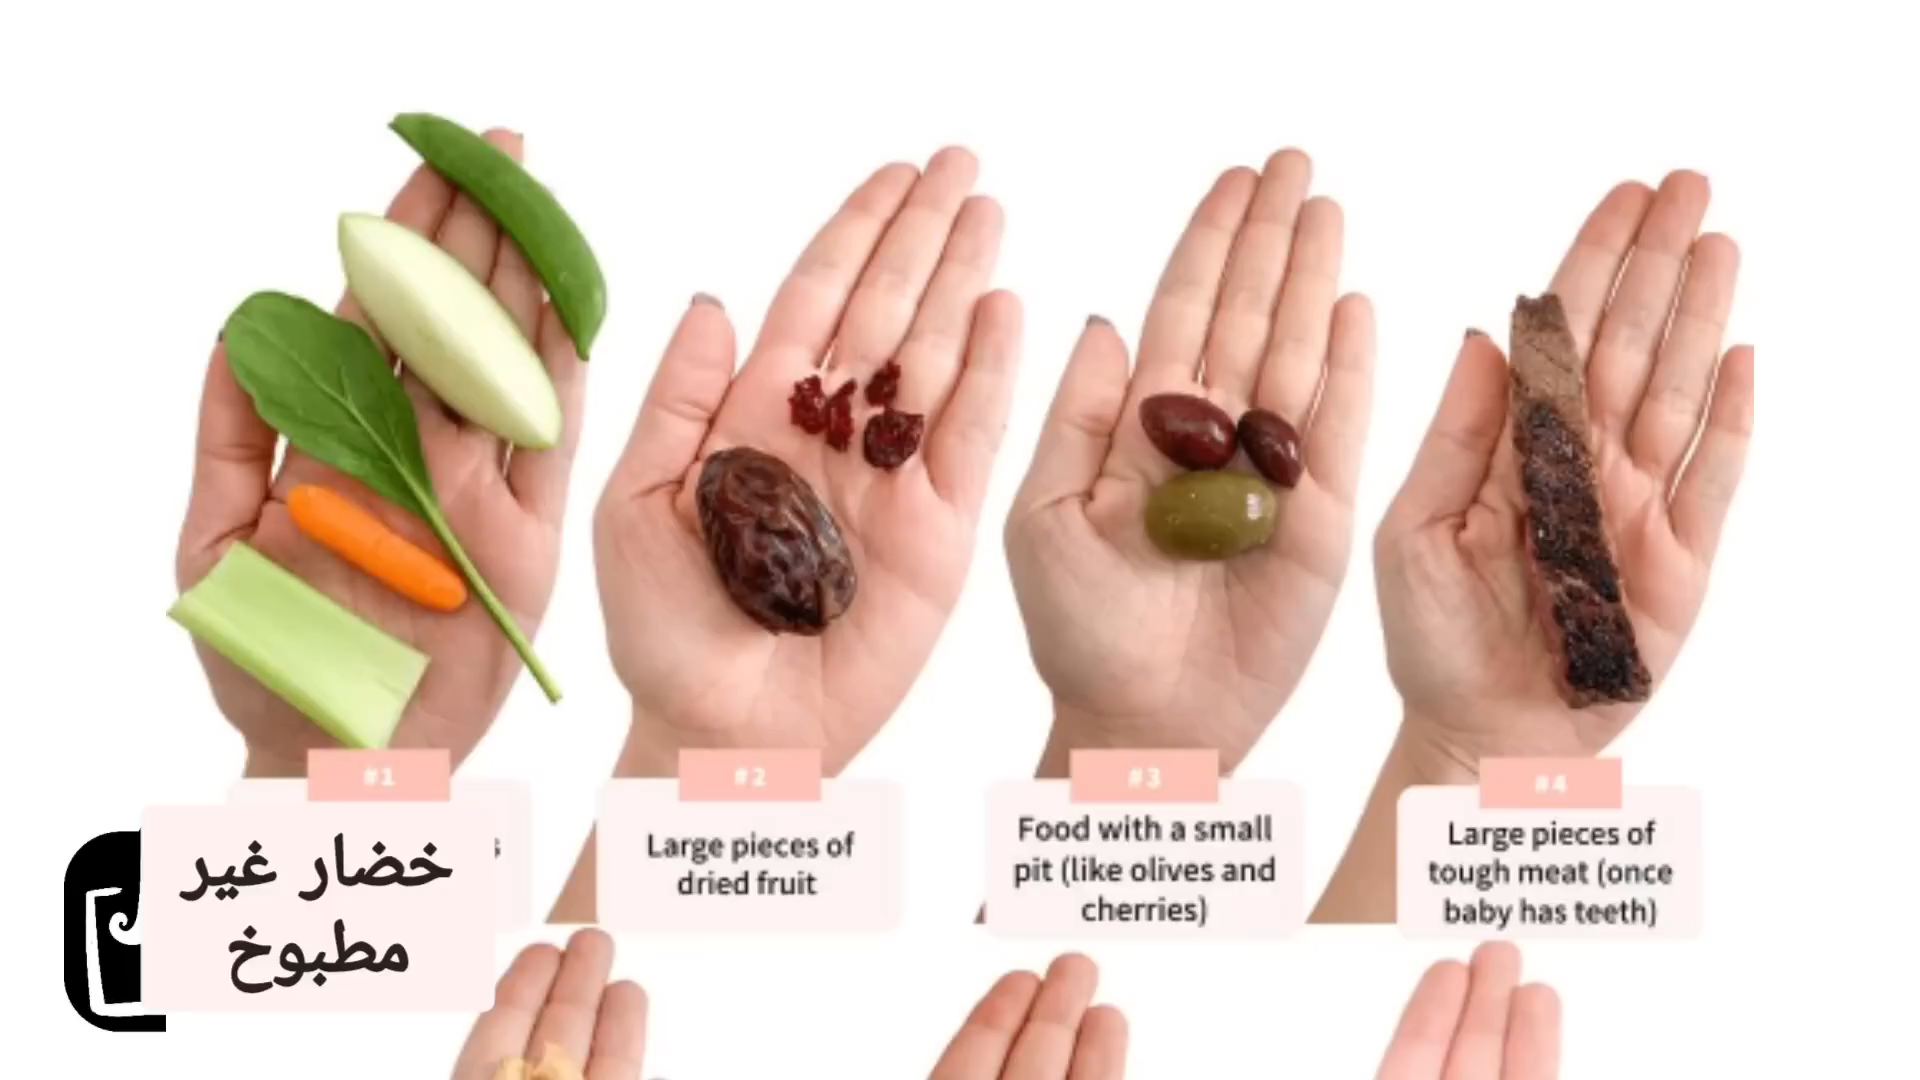 #1
خضار غير
مطبوخ
#2
Large pieces of
dried fruit
#3
Food with a small
pit (like olives and
cherries)
#4
Large pieces of
tough meat (once
baby has teeth)